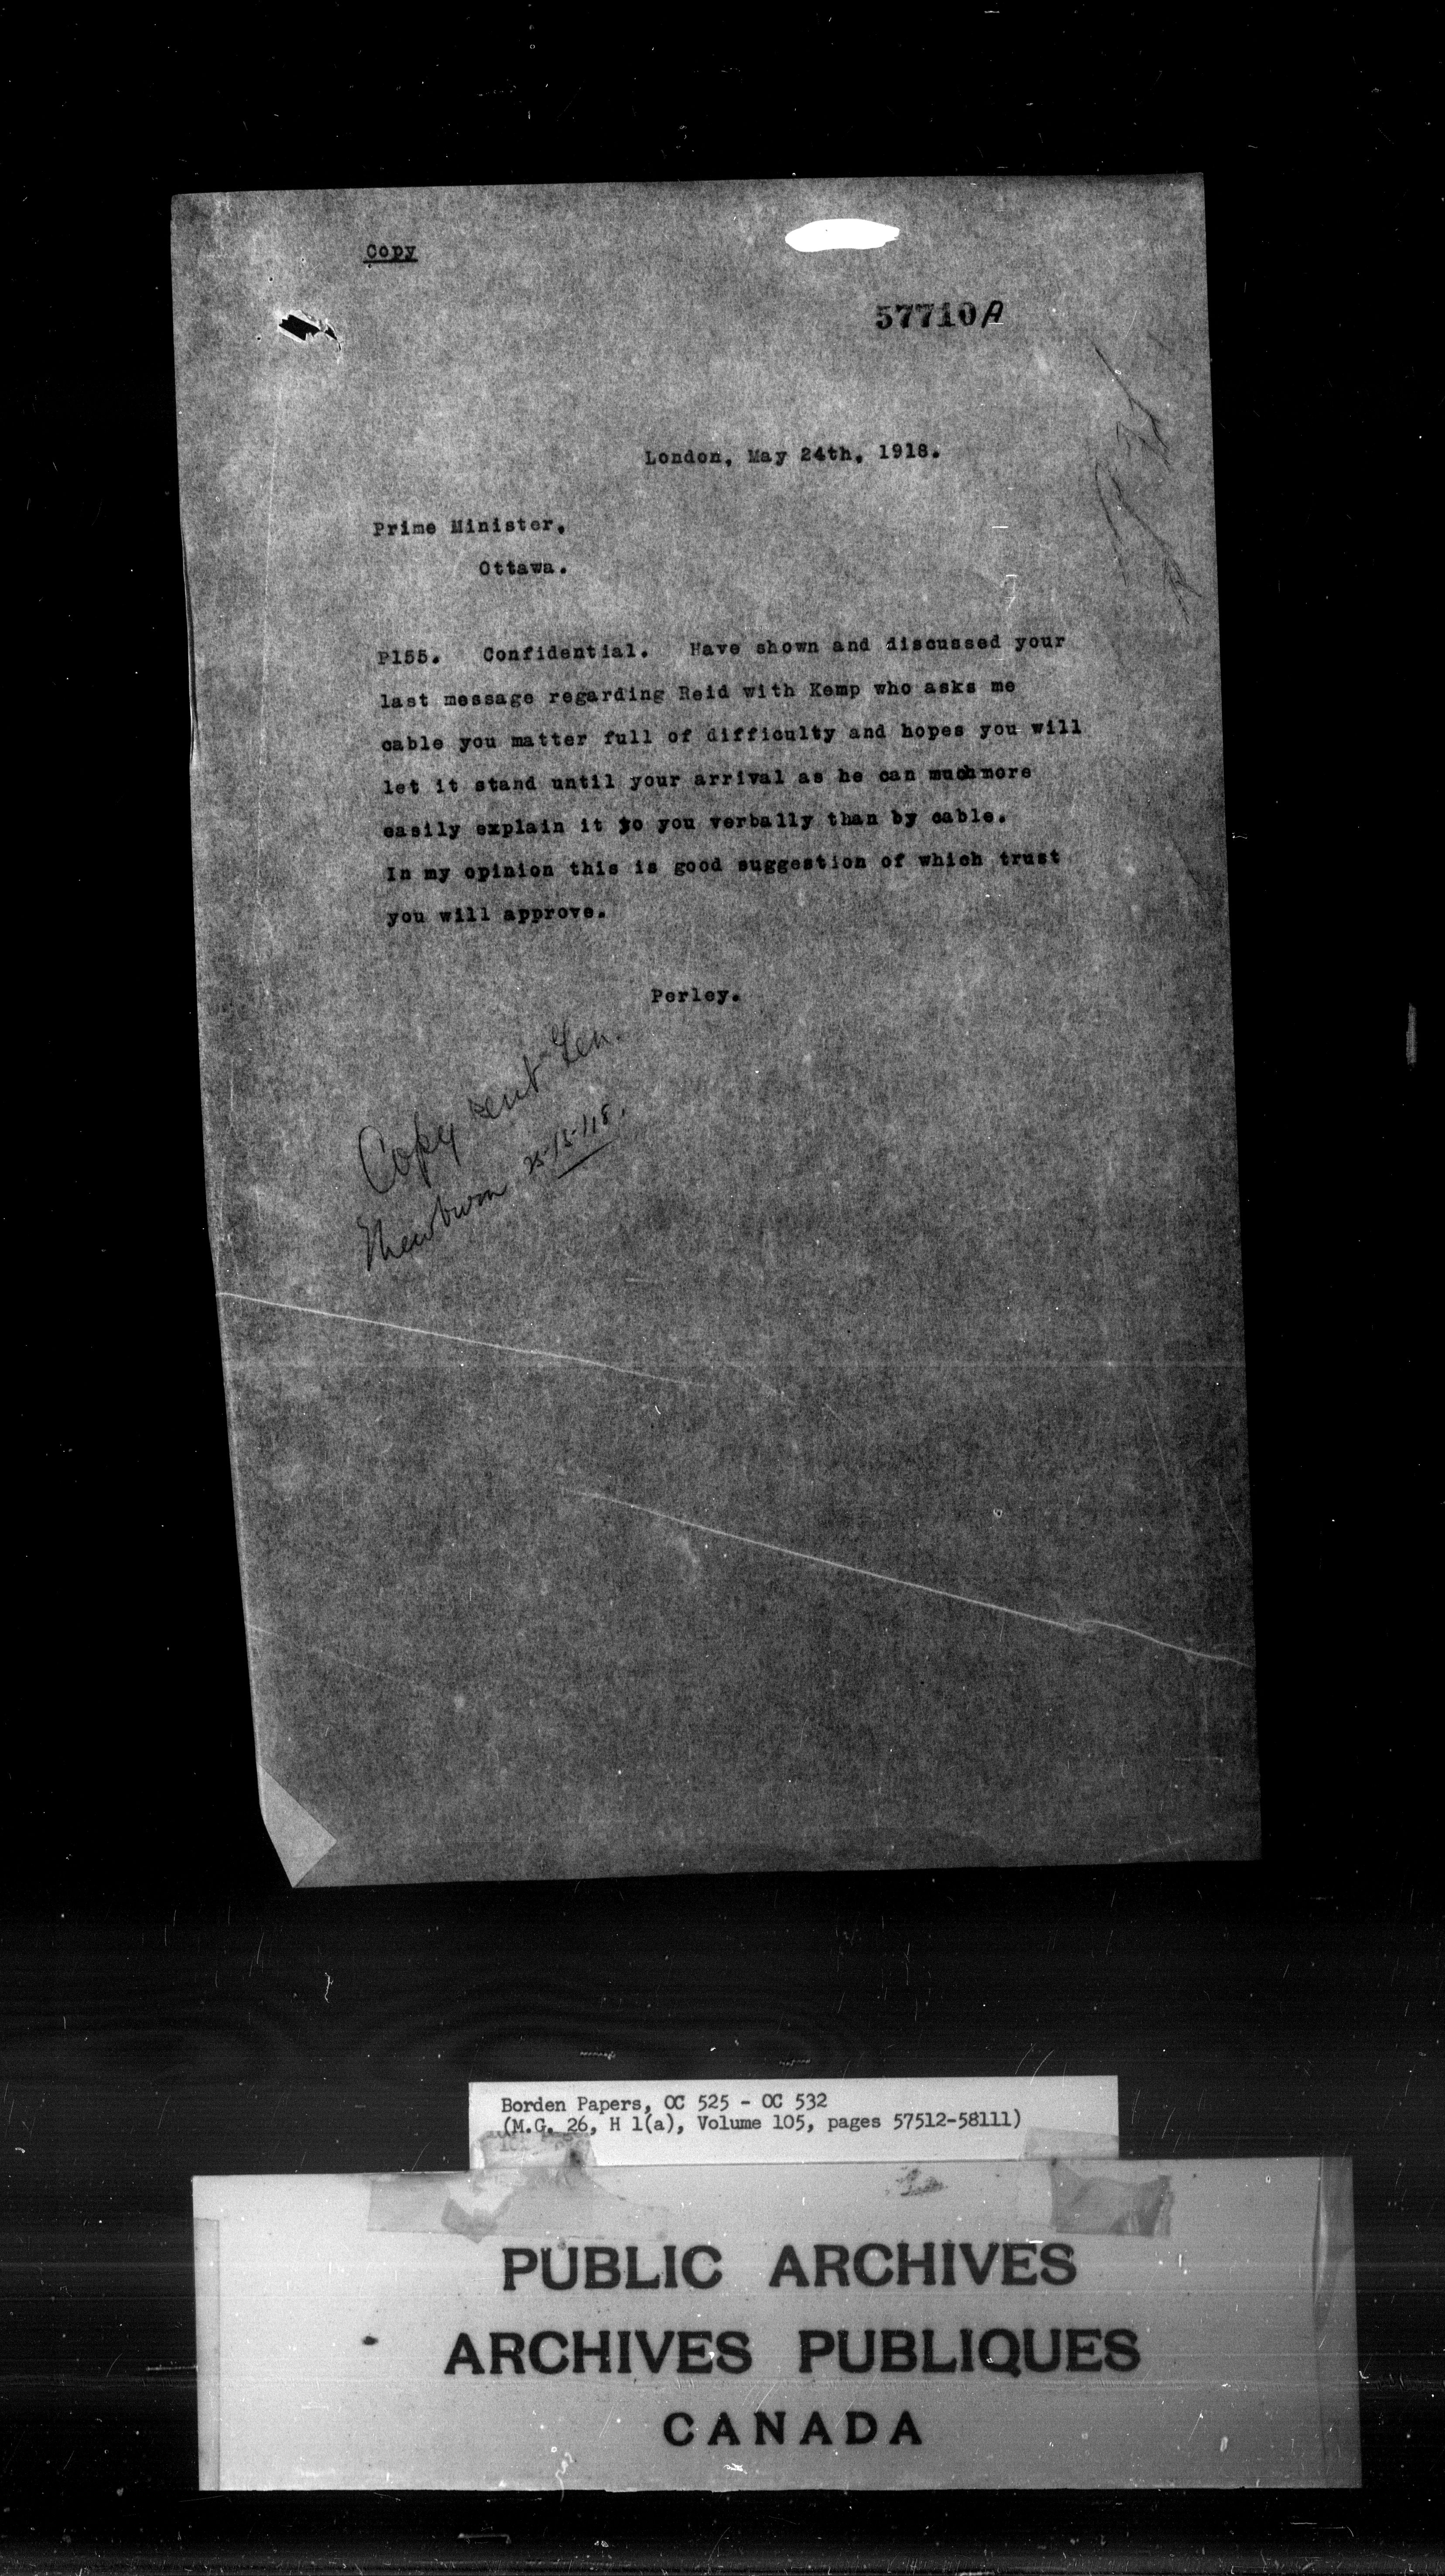 Copy
57710A
London, May 24th, 1918.
Prime Minister,
Ottawa.
P155. Confidential. Have shown and discussed your
last message regarding Reid with Kemp who asks me
cable you matter full of difficulty and hopes you will
let it stand until your arrival as he can muchmore
easily explain it to you verbally than by cable.
In my opinion this is good suggestion of which trust
you will approve.
Perley.
Copy sent Gen.
Mewburn 25/5/18.
Borden Papers, OC 525 - OC 532
(M.G. 26, H 1(a), Volume 105, pages 57512-58111)
PUBLIC ARCHIVES
ARCHIVES PUBLIQUES
CANADA